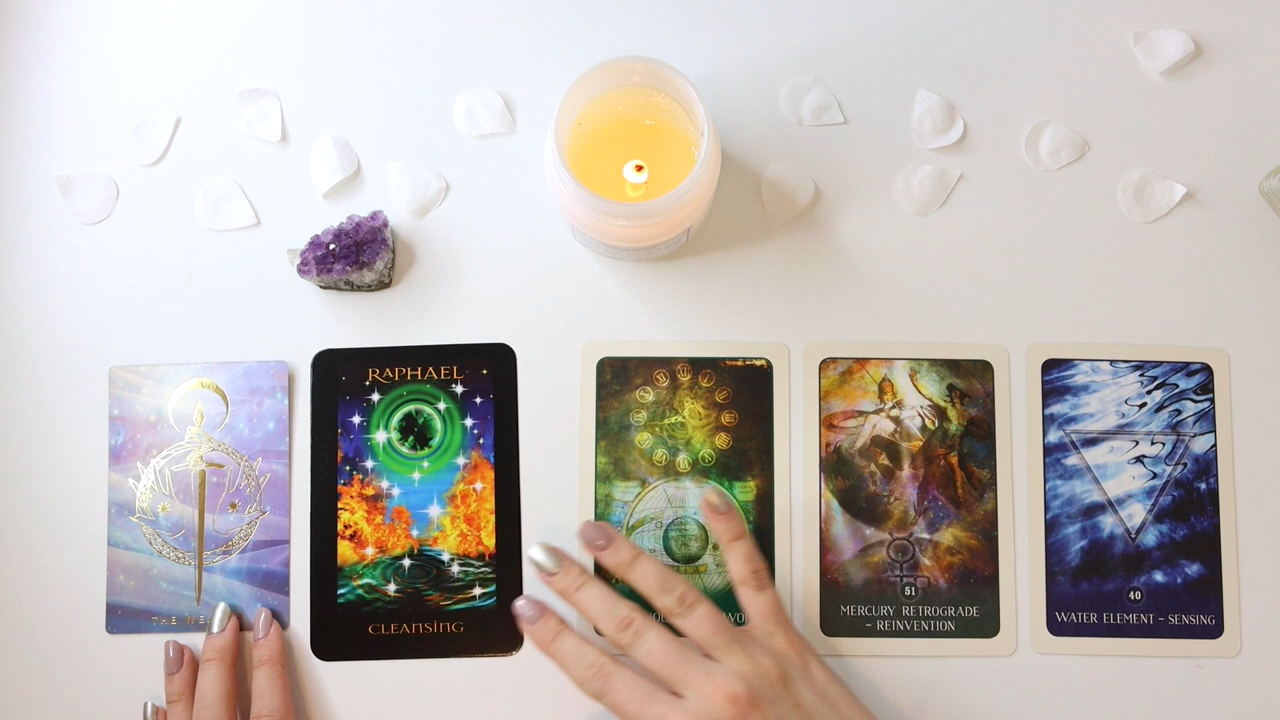 RAPHAEL
CLEANSING
51
MERCURY RETROGRADE
~ REINVENTION
40
WATER ELEMENT ~ SENSING